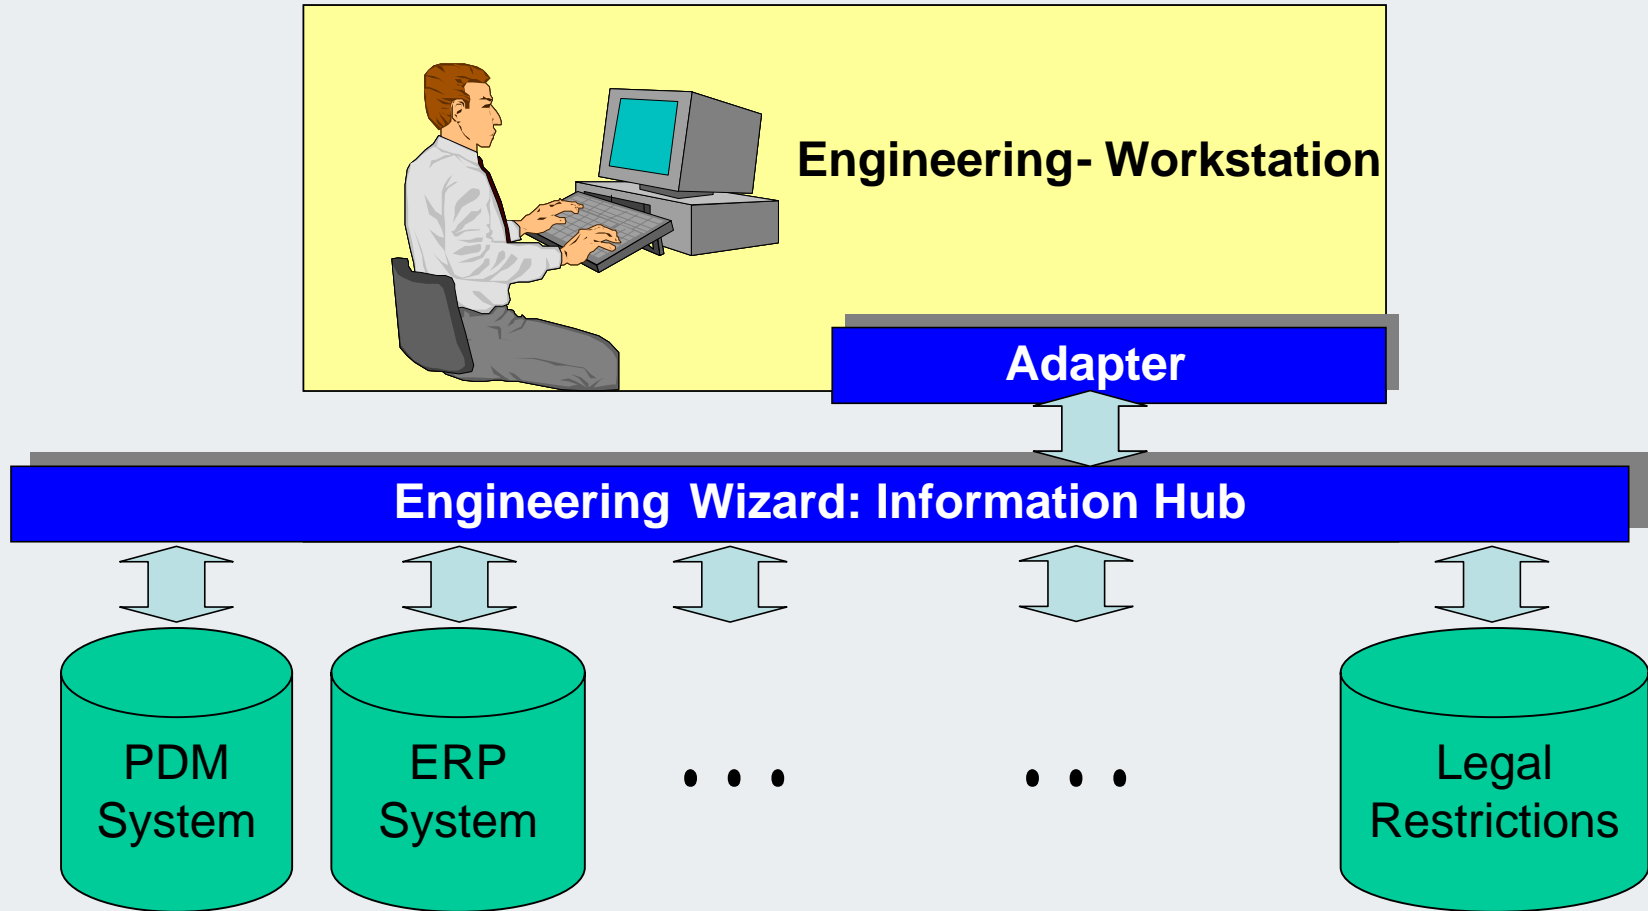 Engineering- Workstation
Adapter
Engineering Wizard: Information Hub
PDM
System
ERP
System
. . .
. . .
Legal
Restrictions